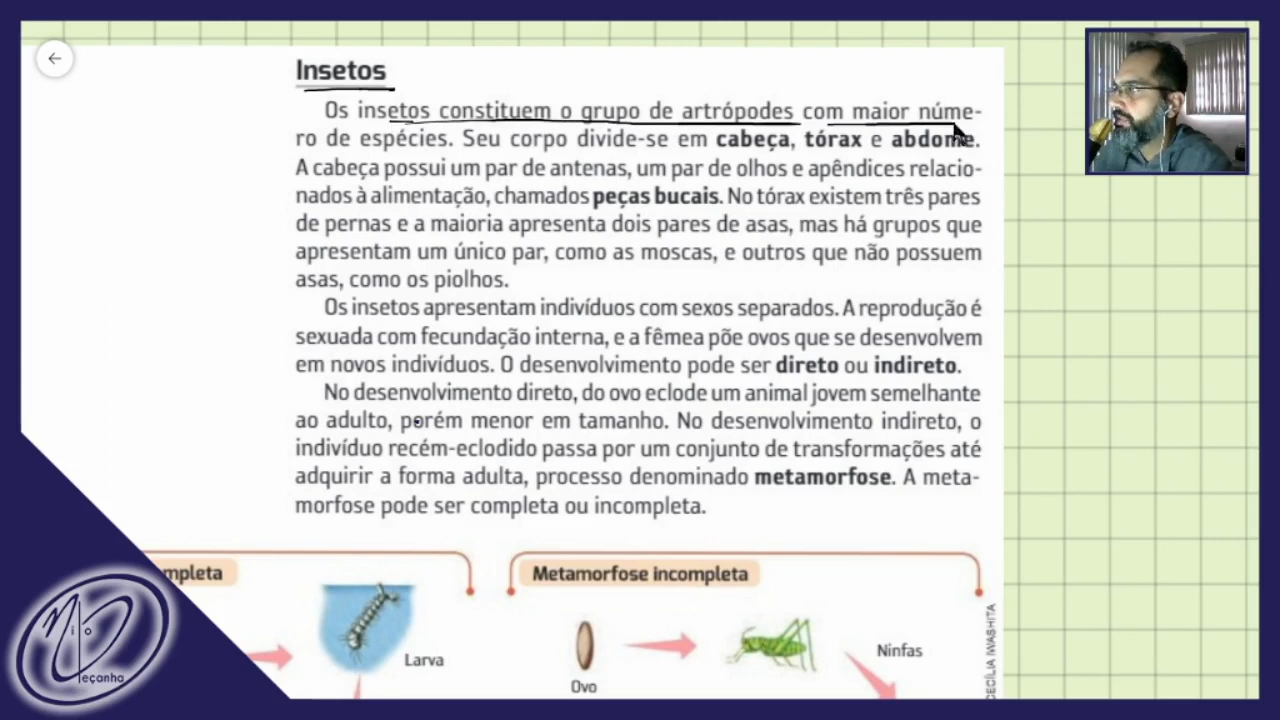 Insetos
Os insetos constituem o grupo de artrópodes com maior núme-
ro de espécies. Seu corpo divide-se em cabeça, tórax e abdome.
A cabeça possui um par de antenas, um par de olhos e apêndices relacio-
nados à alimentação, chamados peças bucais. No tórax existem três pares
de pernas e a maioria apresenta dois pares de asas, mas há grupos que
apresentam um único par, como as moscas, e outros que não possuem
asas, como os piolhos.
Os insetos apresentam indivíduos com sexos separados. A reprodução é
sexuada com fecundação interna, e a fêmea põe ovos que se desenvolvem
em novos indivíduos. O desenvolvimento pode ser direto ou indireto.
No desenvolvimento direto, do ovo eclode um animal jovem semelhante
ao adulto, porém menor em tamanho. No desenvolvimento indireto, o
indivíduo recém-eclodido passa por um conjunto de transformações até
adquirir a forma adulta, processo denominado metamorfose. A meta-
morfose pode ser completa ou incompleta.
mpleta
Larva
Metamorfose incompleta
Ovo
Ninfas
CECÍLIA IWASHITA
Nio
Peçanha